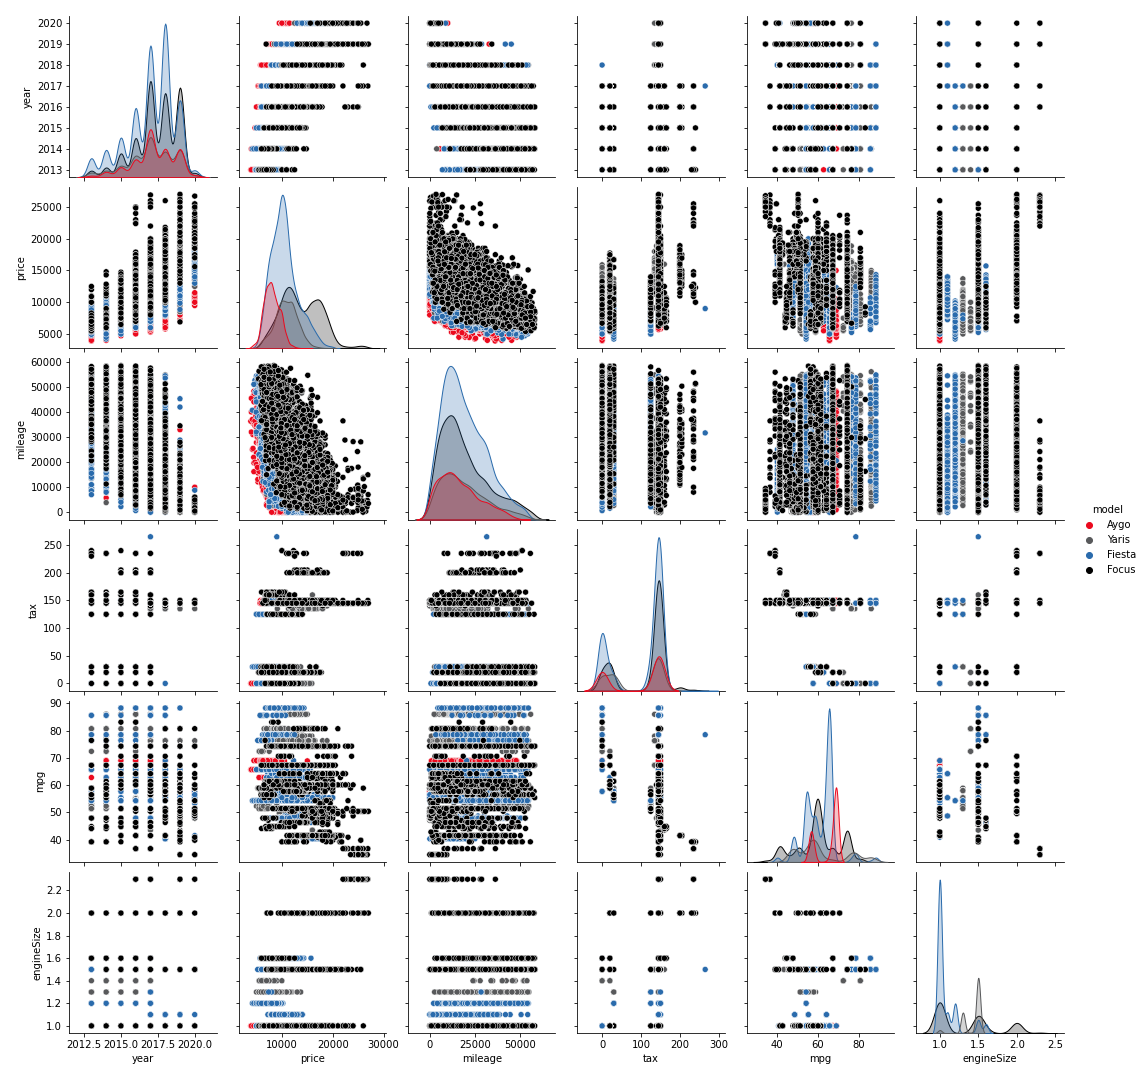 2020
2019
2018
2017
2016
2015
2014
2013
year
25000
20000
15000
10000
5000
price
60000
50000
40000
30000
20000
10000
0
mileage
model
Aygo
Yaris
Fiesta
Focus
250
200
150
100
50
0
tax
90
80
70
60
50
40
mpg
2.2
2.0
1.8
1.6
1.4
1.2
1.0
engineSize
2012.5 2015.0 2017.5 2020.0
10000 20000 30000
0 25000 50000
0 100 200 300
40 60 80
1.0 1.5 2.0 2.5
year price mileage tax mpg engineSize